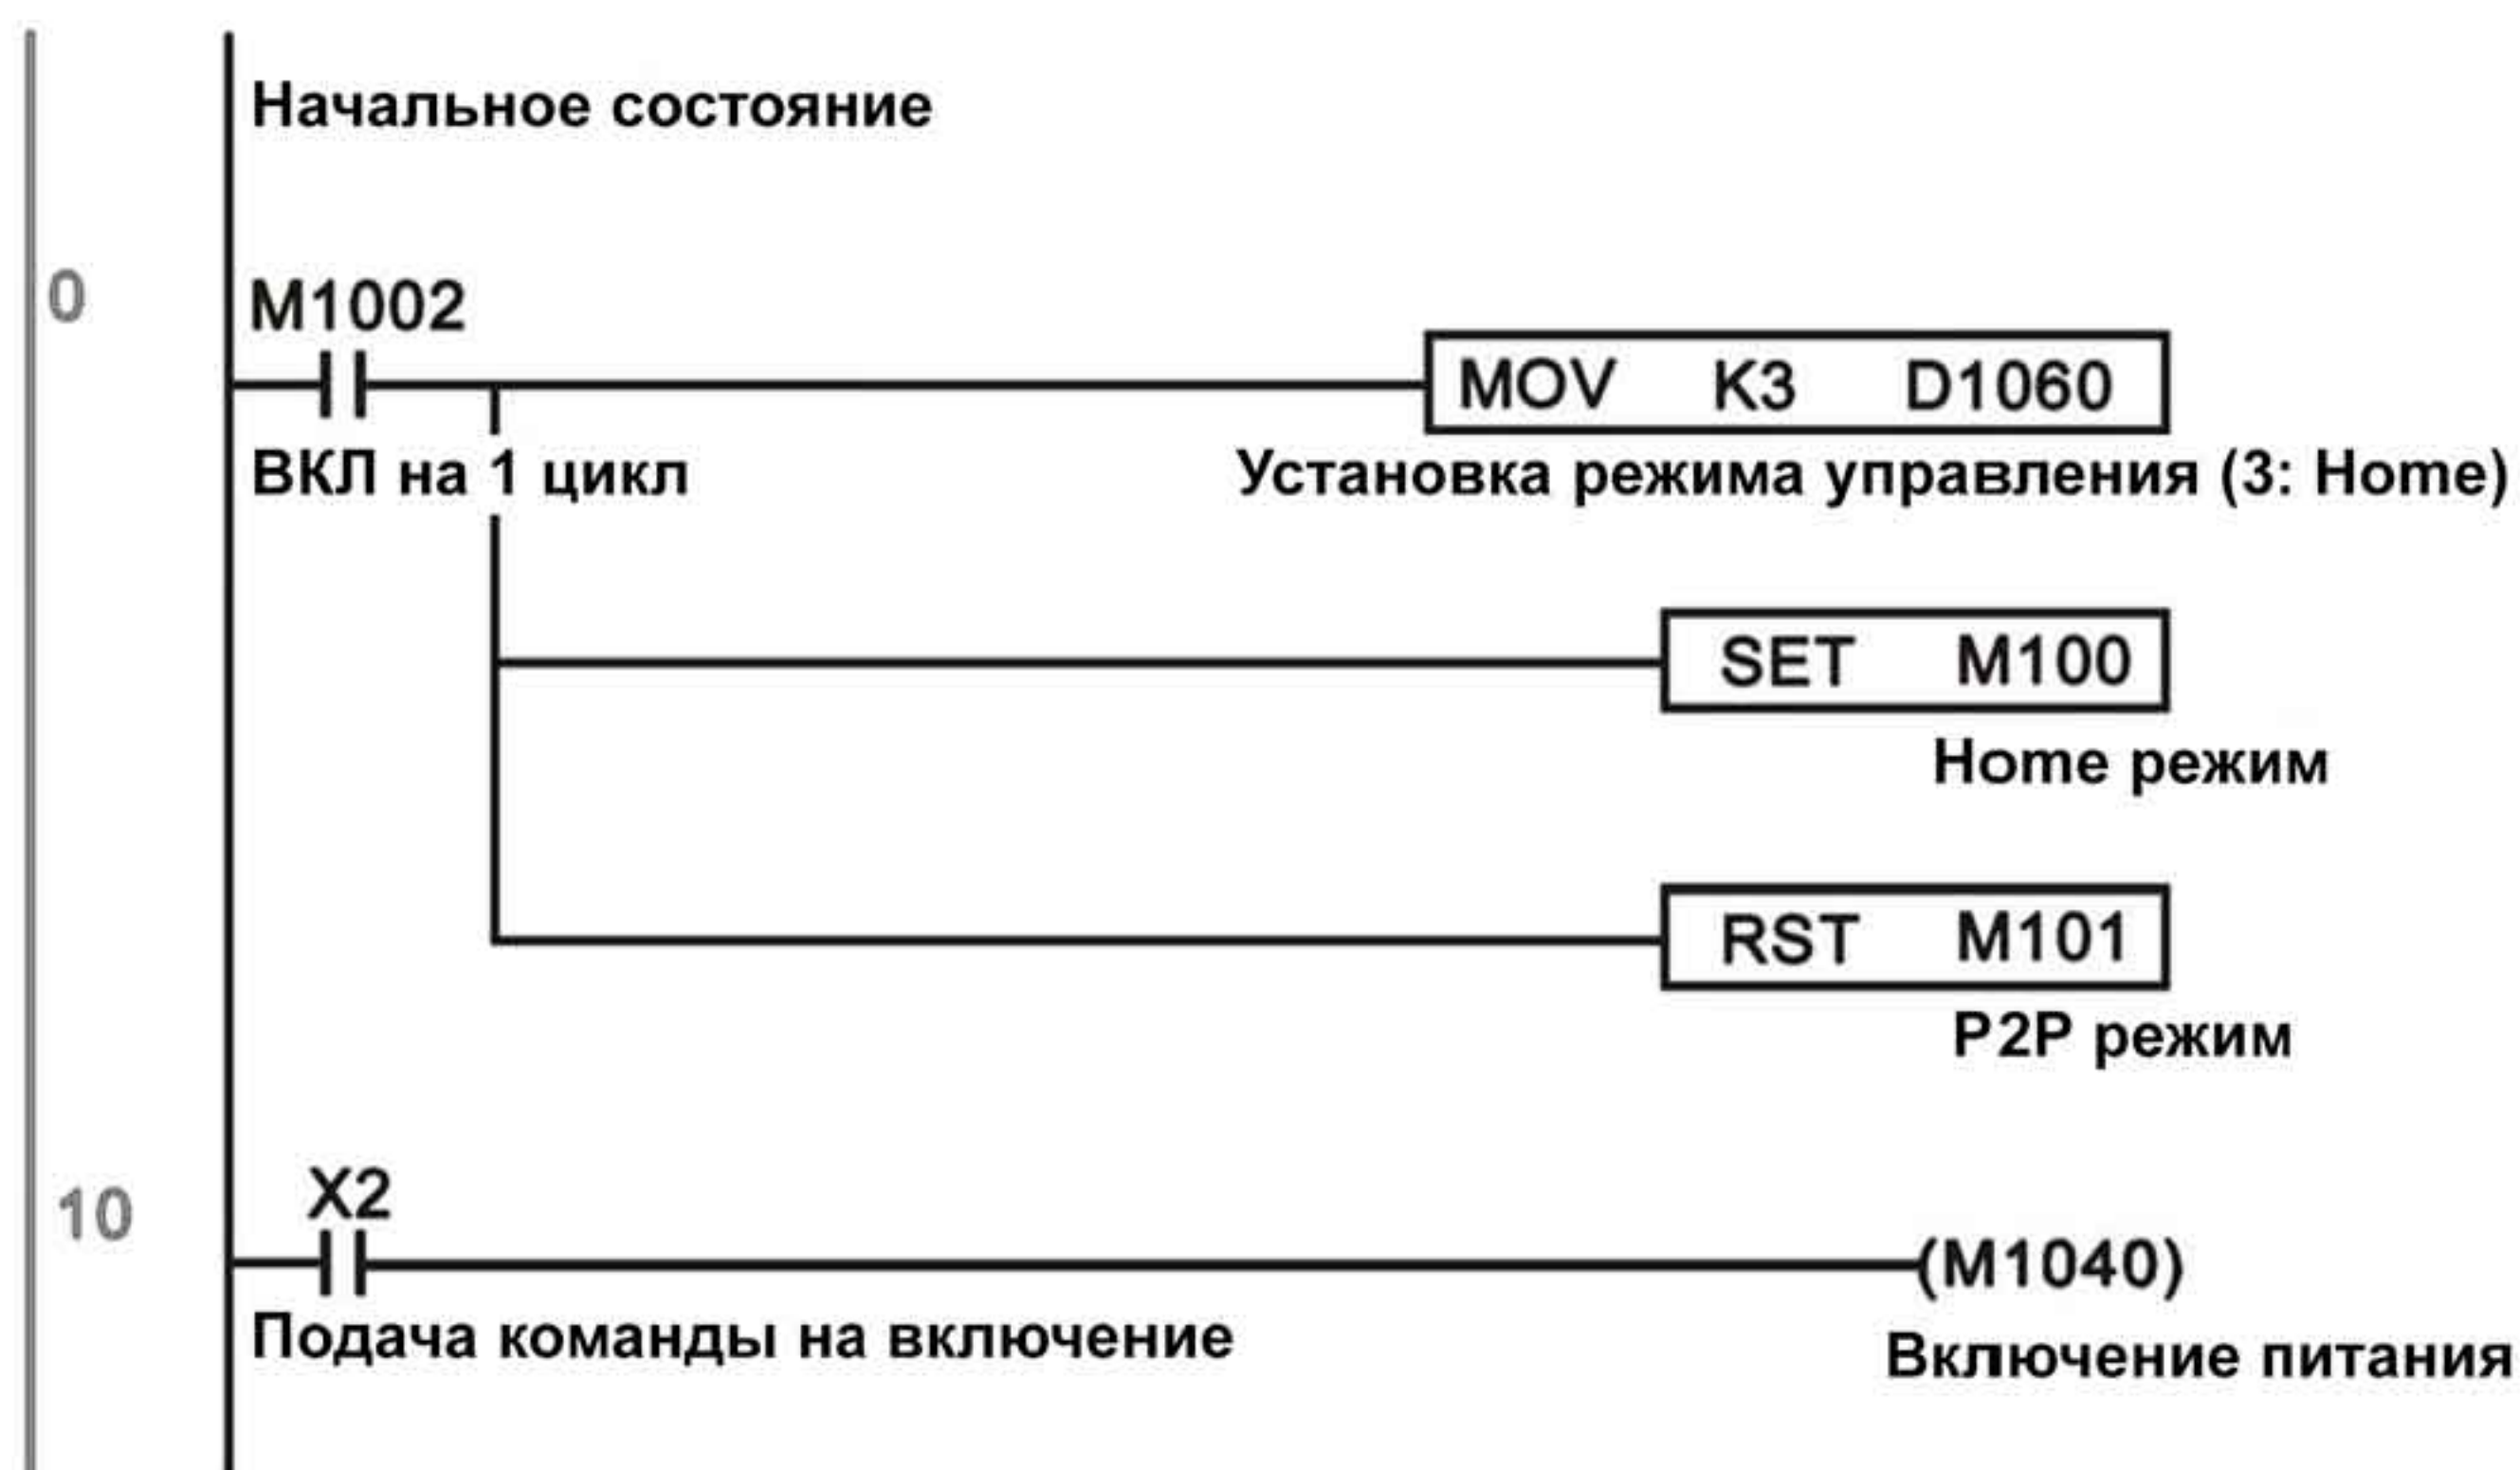 Начальное состояние
0
M1002
MOV K3 D1060
ВКЛ на 1 цикл
Установка режима управления (3: Home)
SET M100
Home режим
RST M101
P2P режим
10
X2
(M1040)
Подача команды на включение
Включение питания